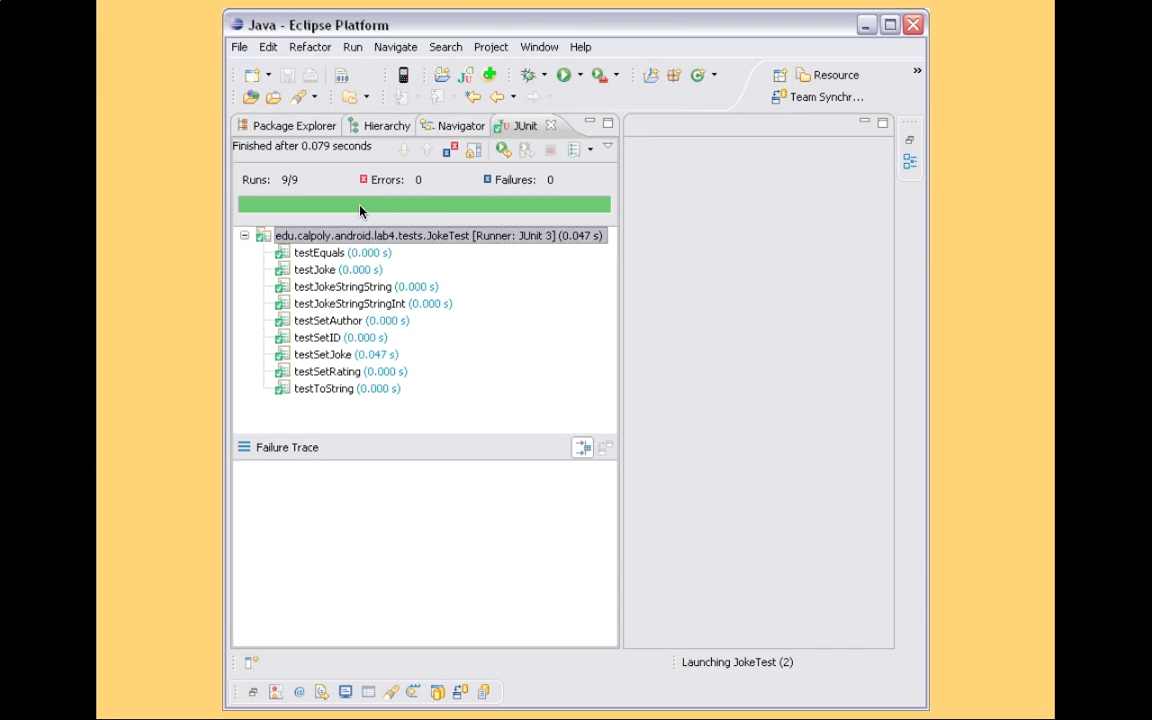 Java - Eclipse Platform
File Edit Refactor Run Navigate Search Project Window Help
Resource
Team Synchr...
Package Explorer Hierarchy Navigator JUnit
Finished after 0.079 seconds
Runs: 9/9 Errors: 0 Failures: 0
edu.calpoly.android.lab4.tests.JokeTest [Runner: JUnit 3] (0.047 s)
testEquals (0.000 s)
testJoke (0.000 s)
testJokeStringString (0.000 s)
testJokeStringStringInt (0.000 s)
testSetAuthor (0.000 s)
testSetID (0.000 s)
testSetJoke (0.047 s)
testSetRating (0.000 s)
testToString (0.000 s)
Failure Trace
Launching JokeTest (2)